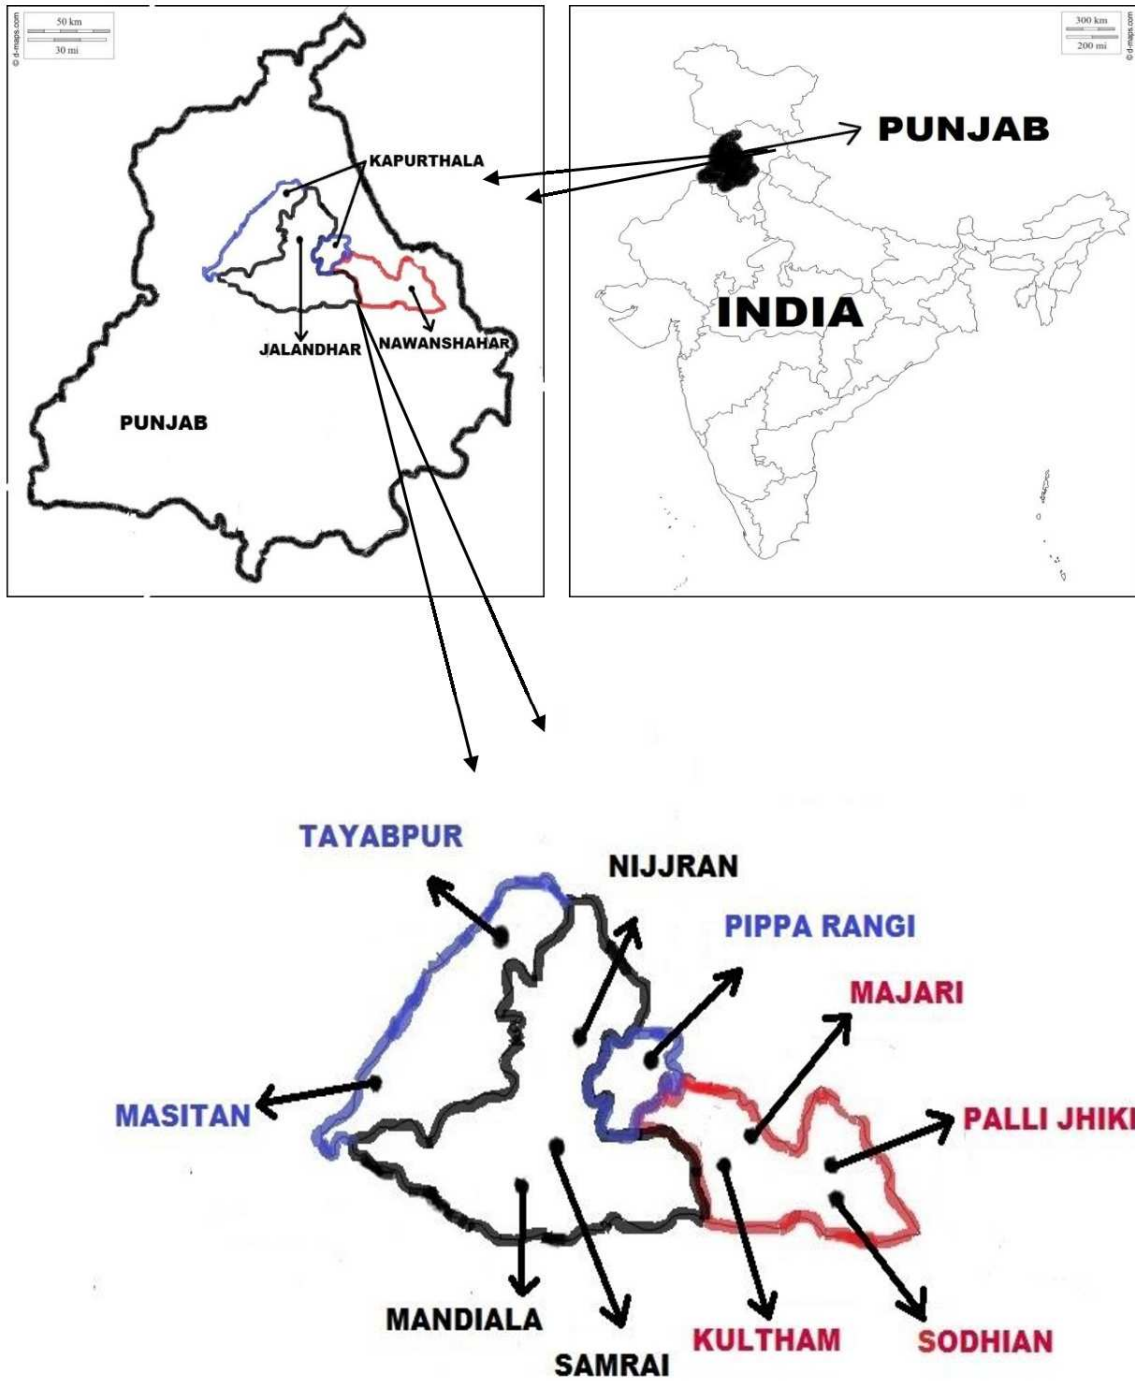 50 km
30 mi
© d-maps.com
KAPURTHALA
JALANDHAR
NAWANSHAHAR
PUNJAB
300 km
200 mi
© d-maps.com
PUNJAB
INDIA
TAYABPUR
NIJJRAN
PIPPA RANGI
MAJARI
MASITAN
PALLI JHIKI
MANDIALA
SAMRAI
KULTHAM
SODHIAN